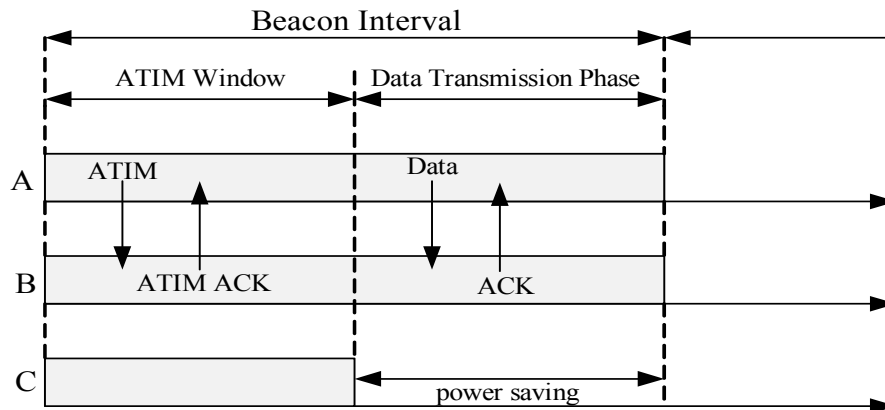 Beacon Interval
ATIM Window
Data Transmission Phase
A
ATIM
Data
B
ATIM ACK
ACK
C
power saving